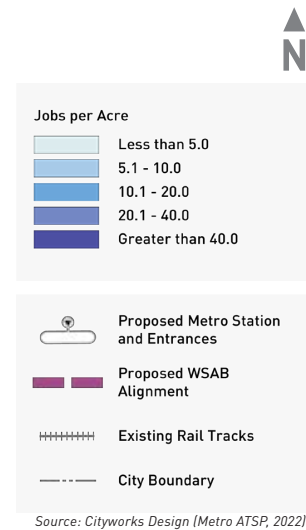 N
Jobs per Acre
Less than 5.0
5.1 - 10.0
10.1 - 20.0
20.1 - 40.0
Greater than 40.0
Proposed Metro Station
and Entrances
Proposed WSAB
Alignment
Existing Rail Tracks
City Boundary
Source: Cityworks Design (Metro ATSP, 2022)